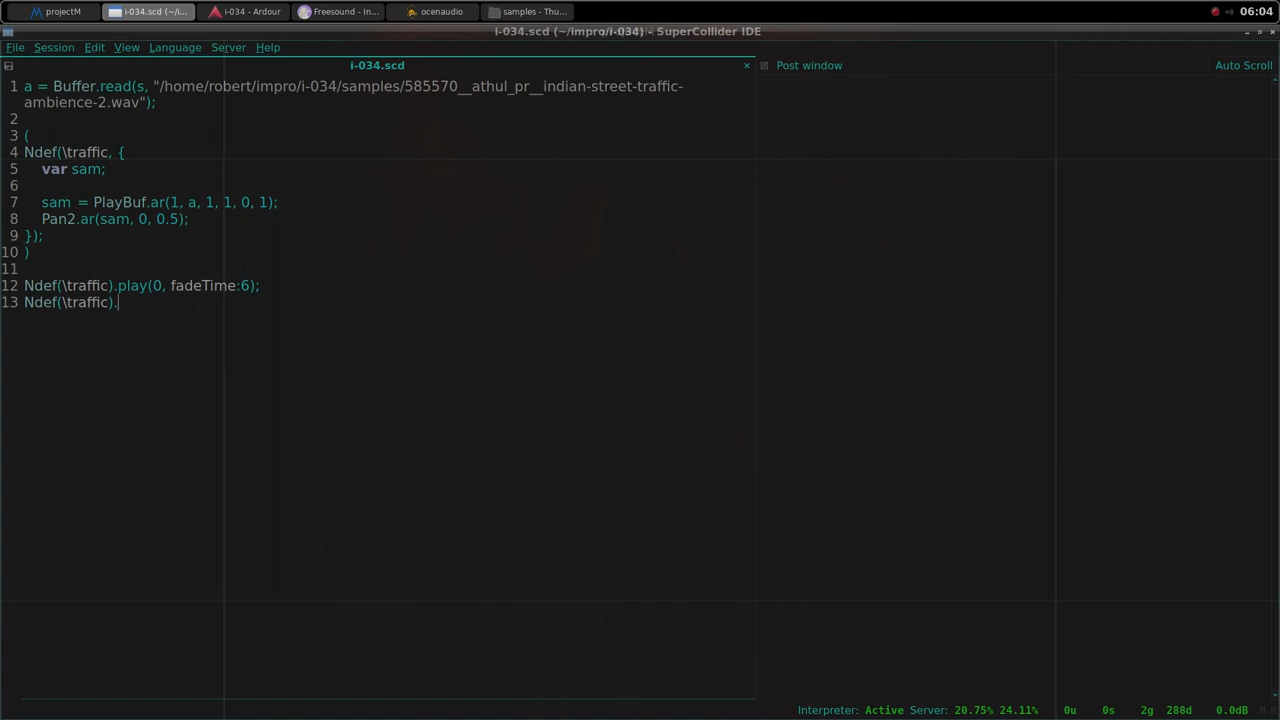 projectM
i-034.scd (~/i...
i-034 - Ardour
Freesound - In...
ocenaudio
samples - Thu...
06:04
i-034.scd (~/impro/i-034) - SuperCollider IDE
File Session Edit View Language Server Help
i-034.scd
Post window
Auto Scroll
1 a = Buffer.read(s, "/home/robert/impro/i-034/samples/585570__athul_pr__indian-street-traffic-
ambience-2.wav");
2
3 (
4 Ndef(\traffic, {
5 var sam;
6
7 sam = PlayBuf.ar(1, a, 1, 1, 0, 1);
8 Pan2.ar(sam, 0, 0.5);
9 });
10 )
11
12 Ndef(\traffic).play(0, fadeTime:6);
13 Ndef(\traffic).
Interpreter: Active Server: 20.75% 24.11% 0u 0s 2g 288d 0.0dB